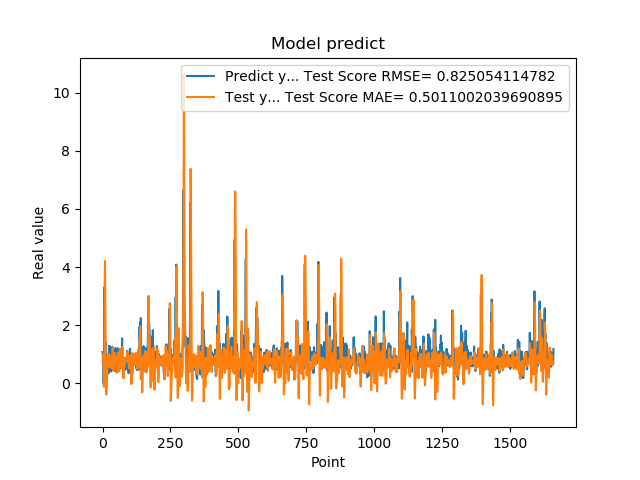 Model predict
Predict y... Test Score RMSE= 0.825054114782
Test y... Test Score MAE= 0.5011002039690895
Real value
10
8
6
4
2
0
0 250 500 750 1000 1250 1500
Point